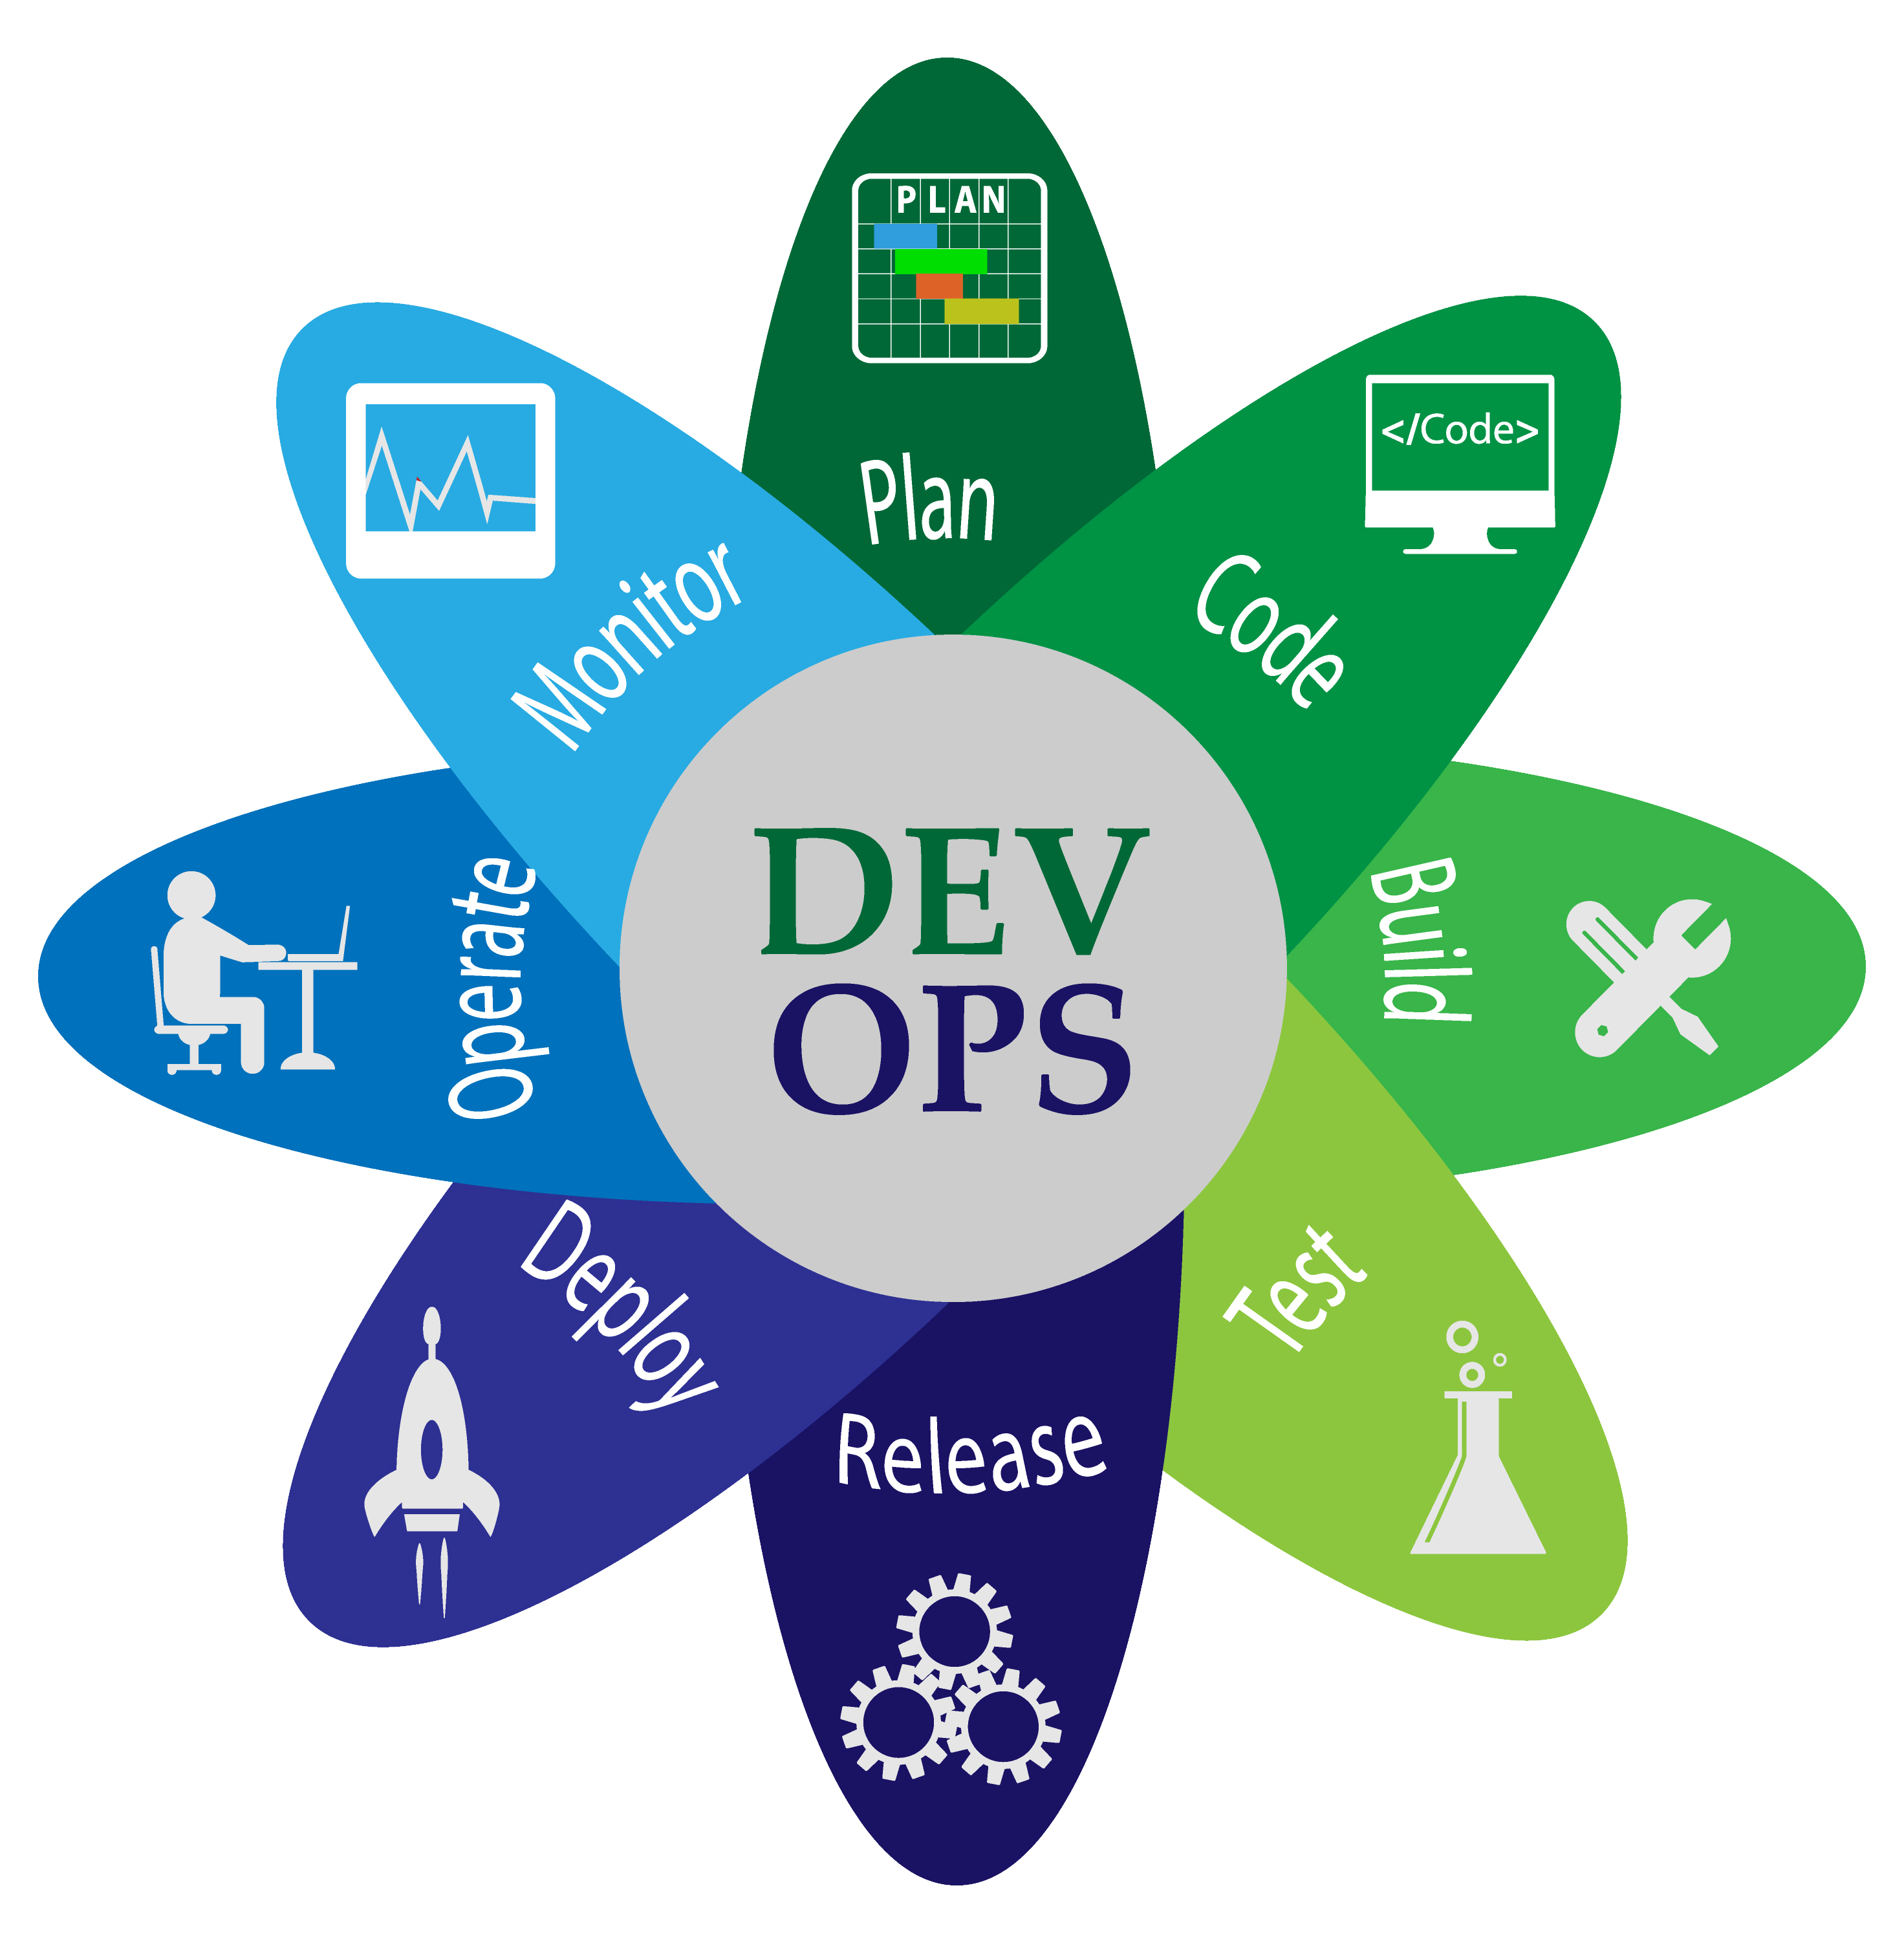 PLAN
Plan
</Code>
Code
Build
Test
Release
Deploy
Operate
Monitor
DEV
OPS